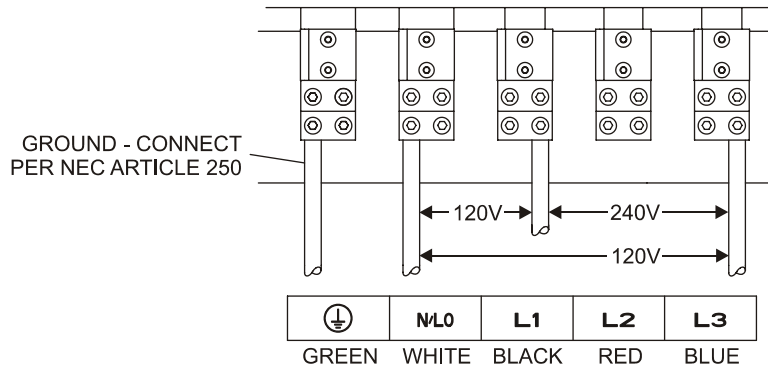 GROUND - CONNECT
PER NEC ARTICLE 250
120V
240V
120V
N/L0 L1 L2 L3
GREEN WHITE BLACK RED BLUE